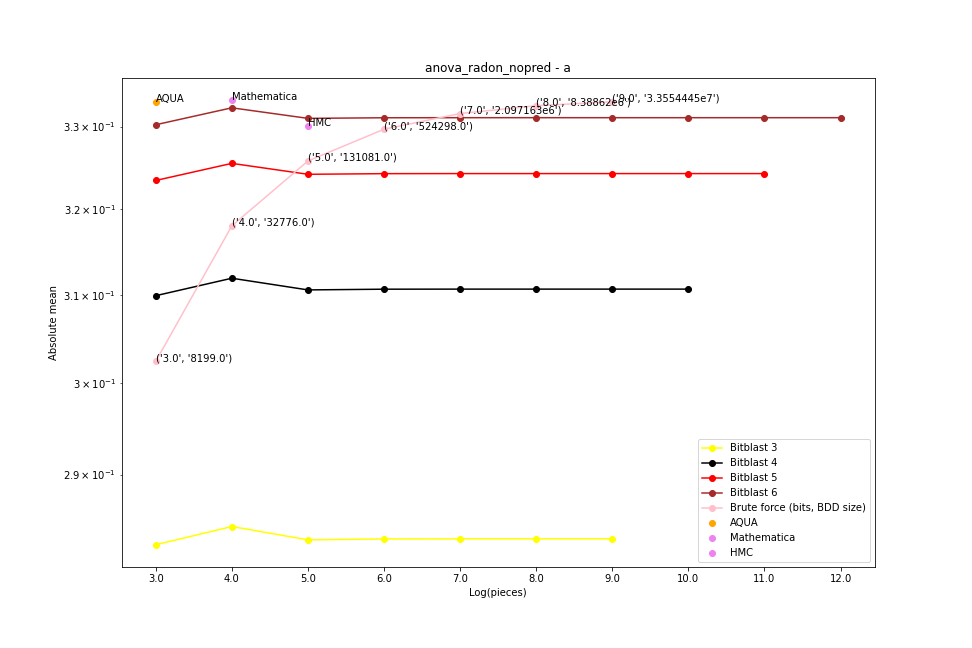 anova_radon_nopred - a
AQUA
Mathematica
HMC
('3.0', '8199.0')
('4.0', '32776.0')
('5.0', '131081.0')
('6.0', '524298.0')
('7.0', '2.097163e6')
('8.0', '8.38862e6')
('9.0', '3.3554445e7')
3.3 × 10⁻¹
3.2 × 10⁻¹
3.1 × 10⁻¹
3 × 10⁻¹
2.9 × 10⁻¹
Absolute mean
3.0 4.0 5.0 6.0 7.0 8.0 9.0 10.0 11.0 12.0
Log(pieces)
Bitblast 3
Bitblast 4
Bitblast 5
Bitblast 6
Brute force (bits, BDD size)
AQUA
Mathematica
HMC